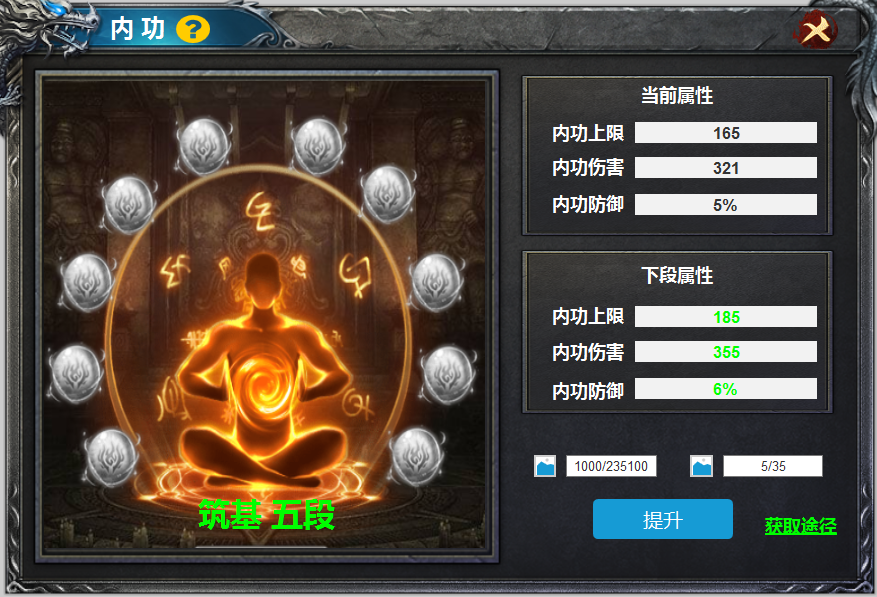 内功 ?
当前属性
内功上限 165
内功伤害 321
内功防御 5%
下段属性
内功上限 185
内功伤害 355
内功防御 6%
1000/235100 5/35
提升
获取途径
筑基 五段